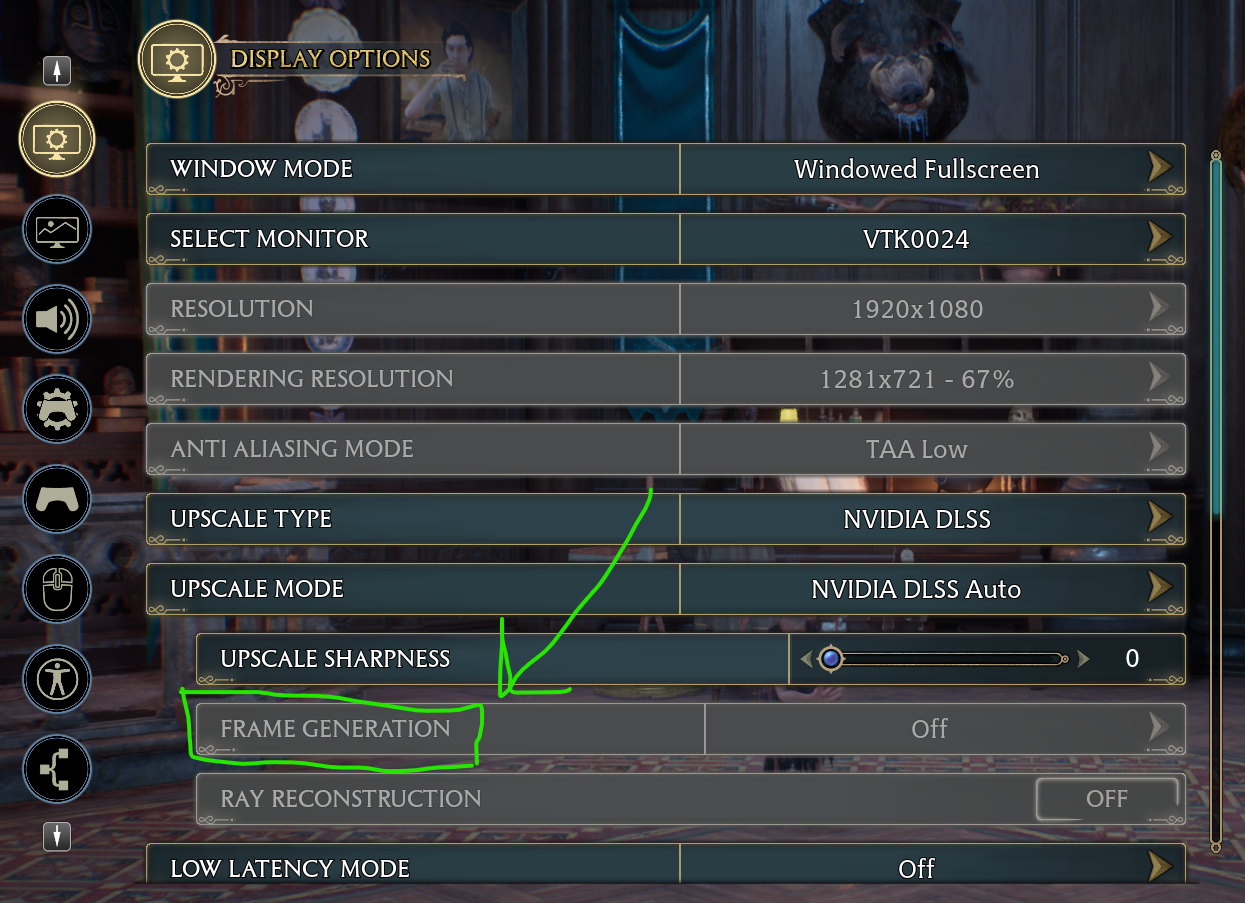 DISPLAY OPTIONS
WINDOW MODE Windowed Fullscreen
SELECT MONITOR VTK0024
RESOLUTION 1920x1080
RENDERING RESOLUTION 1281x721 - 67%
ANTI ALIASING MODE TAA Low
UPSCALE TYPE NVIDIA DLSS
UPSCALE MODE NVIDIA DLSS Auto
UPSCALE SHARPNESS 0
FRAME GENERATION Off
RAY RECONSTRUCTION OFF
LOW LATENCY MODE Off